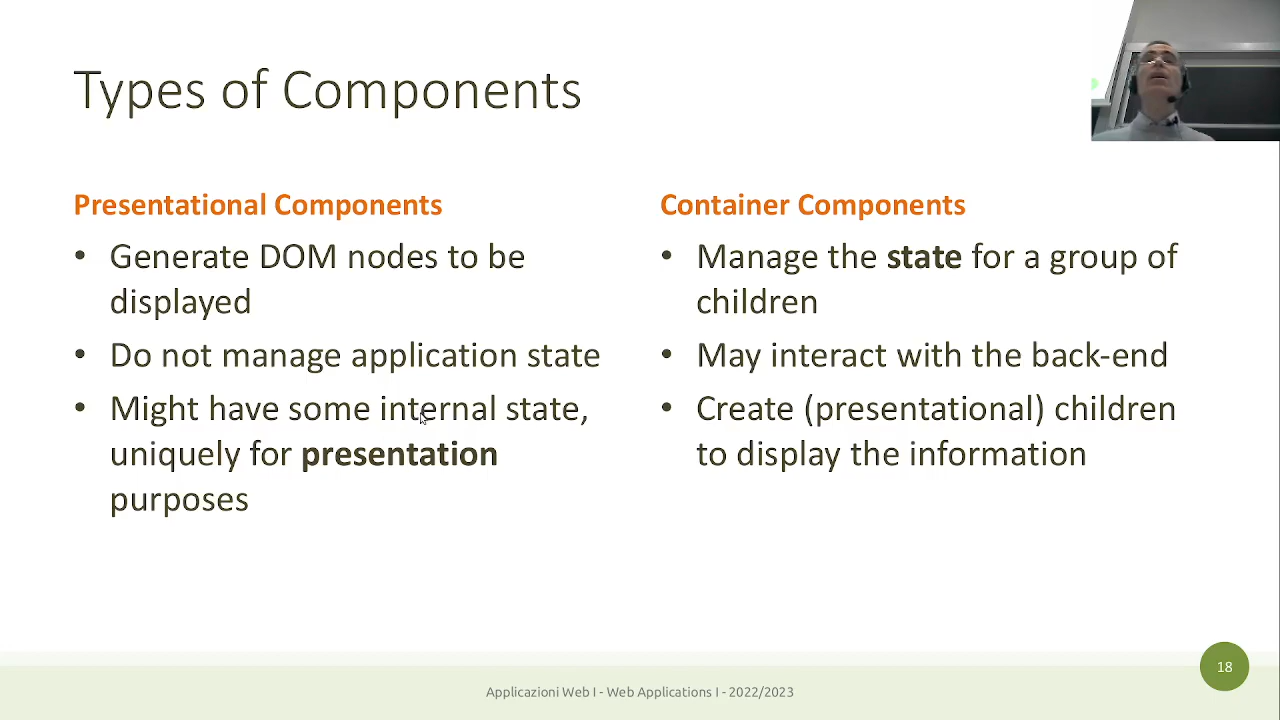 Types of Components
Presentational Components
• Generate DOM nodes to be
displayed
• Do not manage application state
• Might have some internal state,
uniquely for presentation
purposes
Container Components
• Manage the state for a group of
children
• May interact with the back-end
• Create (presentational) children
to display the information
Applicazioni Web I - Web Applications I - 2022/2023
18